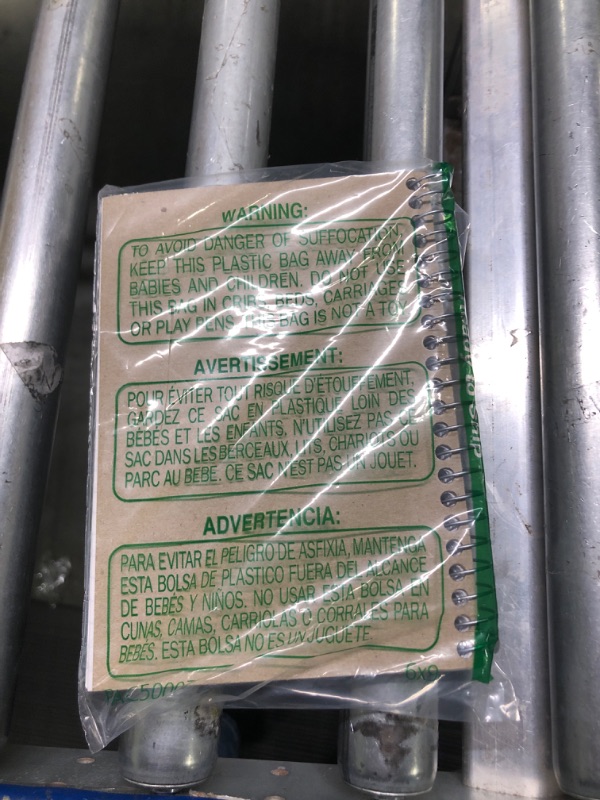 WARNING:
TO AVOID DANGER OF SUFFOCATION,
KEEP THIS PLASTIC BAG AWAY FROM
BABIES AND CHILDREN. DO NOT USE
THIS BAG IN CRIBS, BEDS, CARRIAGES
OR PLAY PENS. THIS BAG IS NOT A TOY
AVERTISSEMENT:
POUR ÉVITER TOUT RISQUE D'ÉTOUFFEMENT,
GARDEZ CE SAC EN PLASTIQUE LOIN DES
BÉBÉS ET LES ENFANTS. N'UTILISEZ PAS CE
SAC DANS LES BERCEAUX, LITS, CHARIOTS OU
PARC AU BEBE. CE SAC N'EST PAS UN JOUET.
ADVERTENCIA:
PARA EVITAR EL PELIGRO DE ASFIXIA, MANTENGA
ESTA BOLSA DE PLASTICO FUERA DEL ALCANCE
DE BEBÉS Y NIÑOS. NO USAR ESTA BOLSA EN
CUNAS, CAMAS, CARRIOLAS O CORRALES PARA
BEBÉS. ESTA BOLSA NO ES UN JUGUETE.
6x9